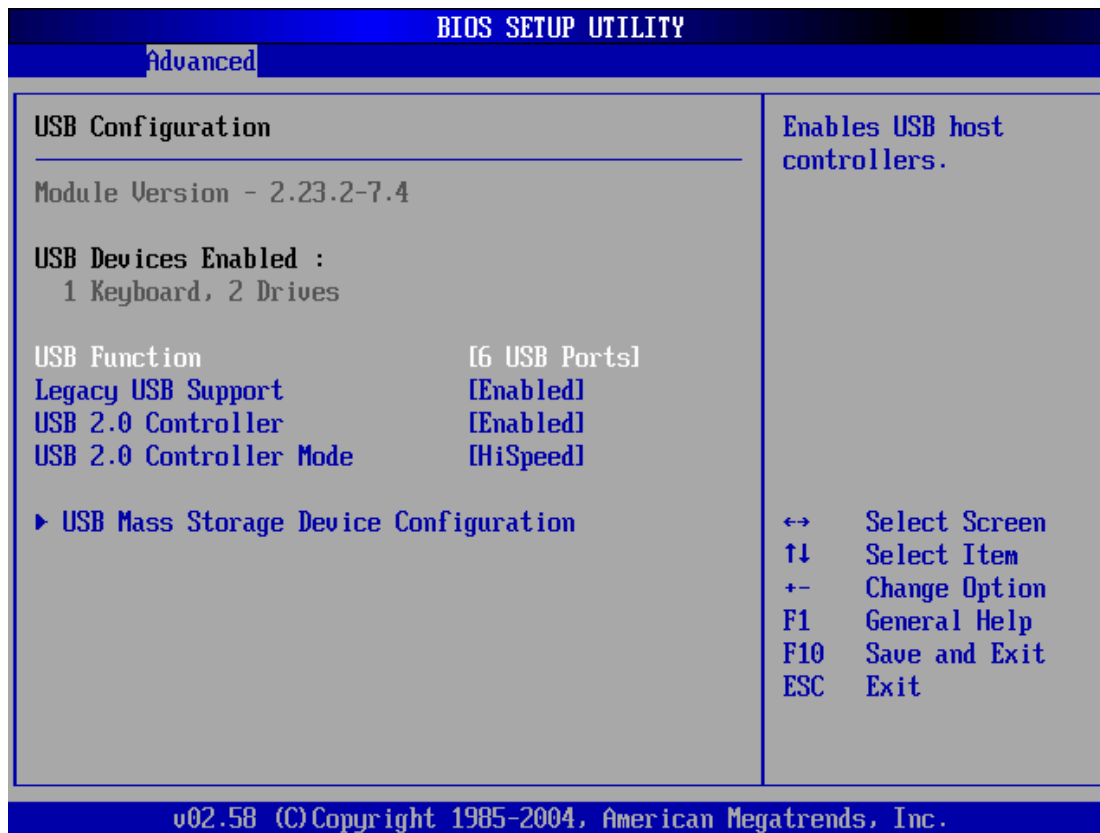 BIOS SETUP UTILITY
Advanced
USB Configuration
Module Version - 2.23.2-7.4
USB Devices Enabled :
1 Keyboard, 2 Drives
USB Function [6 USB Ports]
Legacy USB Support [Enabled]
USB 2.0 Controller [Enabled]
USB 2.0 Controller Mode [HiSpeed]
▶ USB Mass Storage Device Configuration
Enables USB host
controllers.
↔ Select Screen
↑↓ Select Item
+- Change Option
F1 General Help
F10 Save and Exit
ESC Exit
v02.58 (C)Copyright 1985-2004, American Megatrends, Inc.